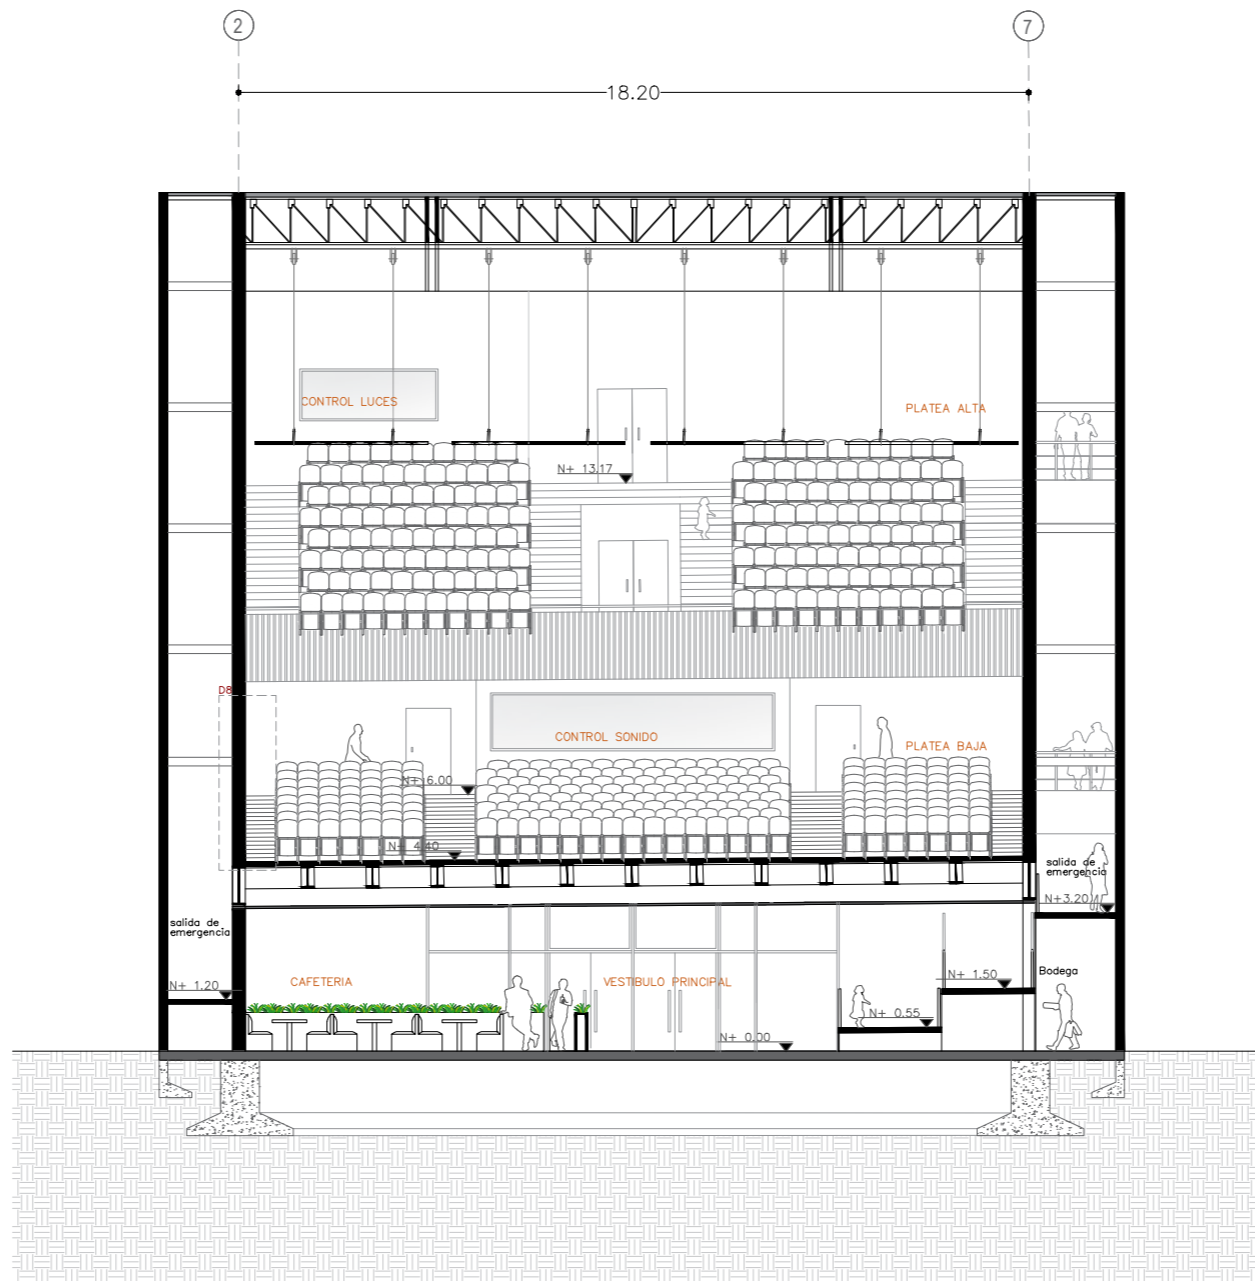 2
7
18.20
CONTROL LUCES
PLATEA ALTA
N+ 13.17
D8
CONTROL SONIDO
PLATEA BAJA
N+ 6.00
N+ 4.40
salida de
emergencia
N+3.20
salida de
emergencia
N+ 1.20
CAFETERIA
VESTIBULO PRINCIPAL
N+ 1.50
Bodega
N+ 0.55
N+ 0.00